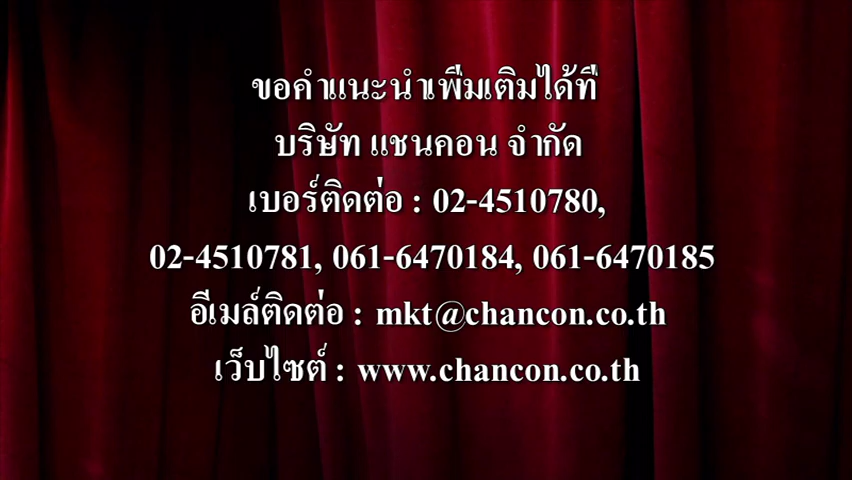 ขอคำแนะนำเพิ่มเติมได้ที่
บริษัท แชนคอน จำกัด
เบอร์ติดต่อ : 02-4510780,
02-4510781, 061-6470184, 061-6470185
อีเมล์ติดต่อ : mkt@chancon.co.th
เว็บไซต์ : www.chancon.co.th